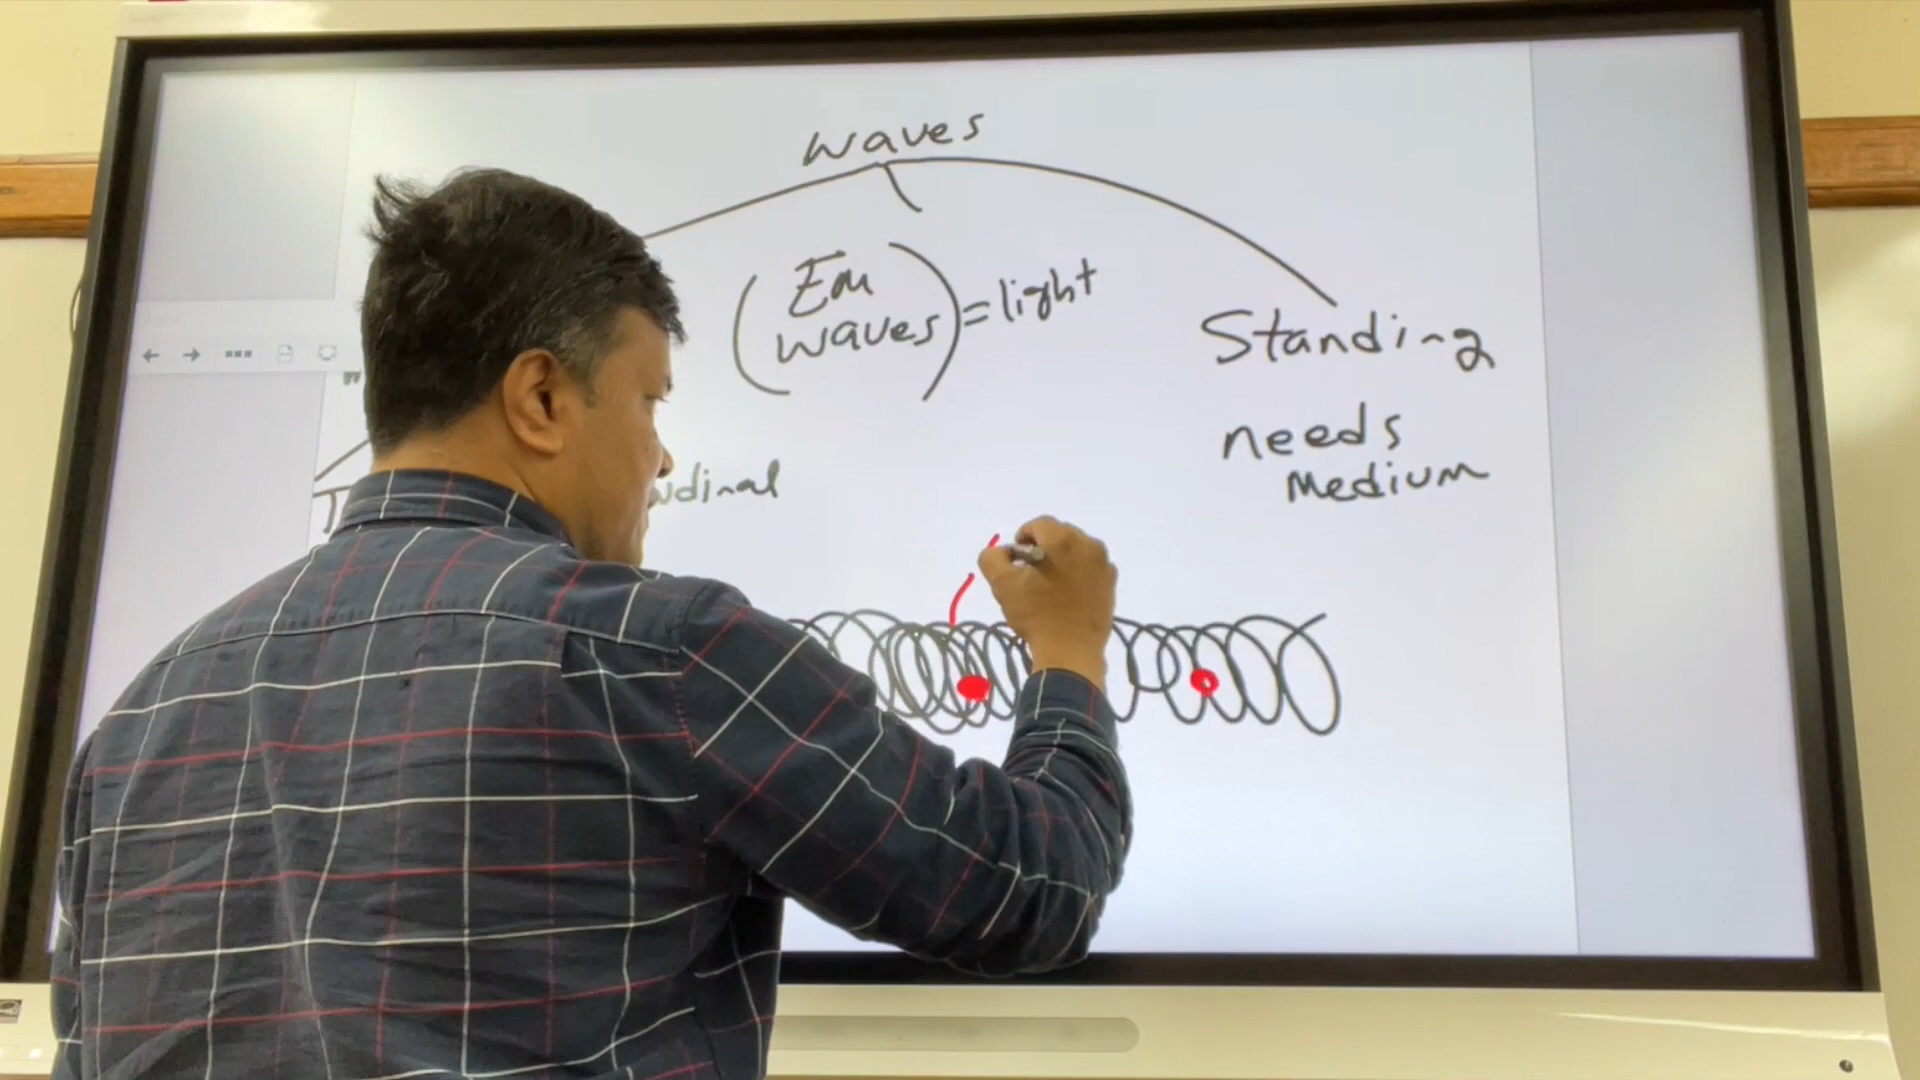 waves
Em
waves
= light
Standing
needs
medium